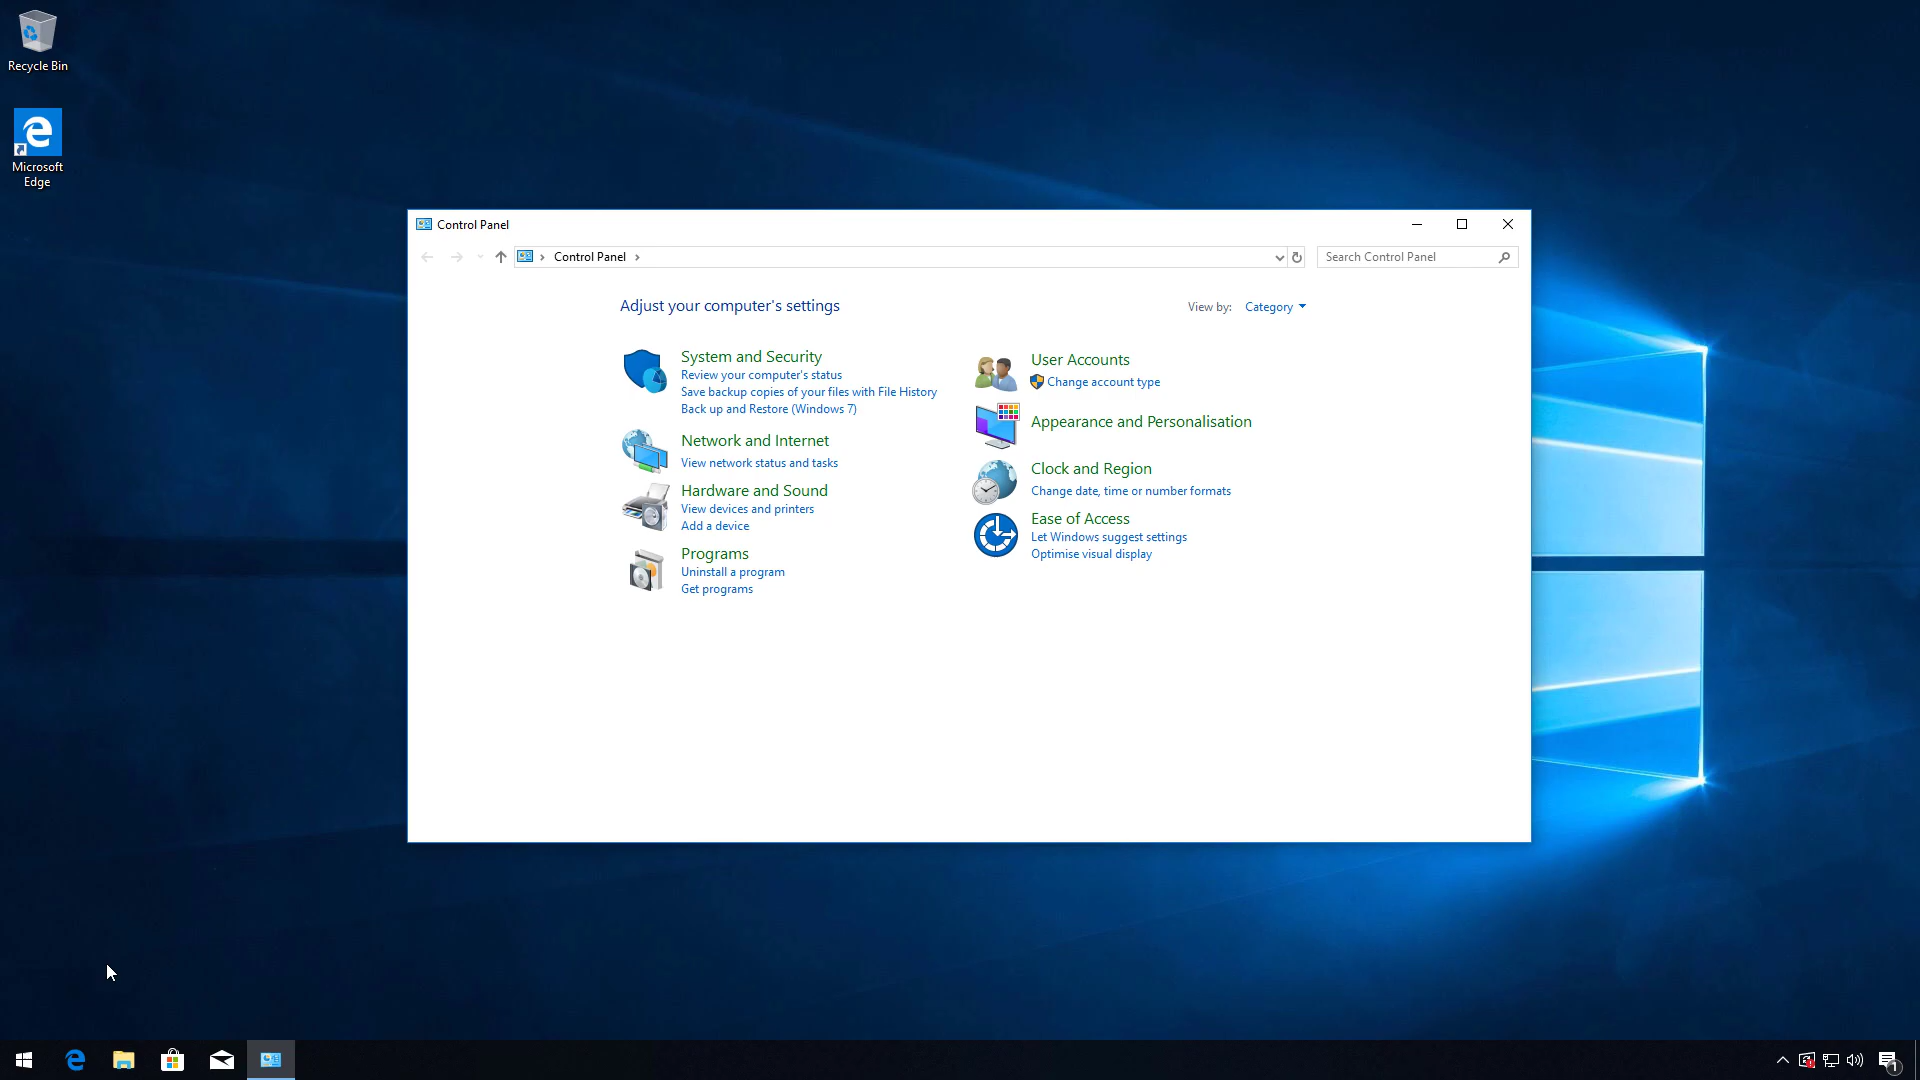 Recycle Bin
Microsoft
Edge
Control Panel
Control Panel
Search Control Panel
Adjust your computer's settings
View by: Category
System and Security
Review your computer's status
Save backup copies of your files with File History
Back up and Restore (Windows 7)
Network and Internet
View network status and tasks
Hardware and Sound
View devices and printers
Add a device
Programs
Uninstall a program
Get programs
User Accounts
Change account type
Appearance and Personalisation
Clock and Region
Change date, time or number formats
Ease of Access
Let Windows suggest settings
Optimise visual display
1